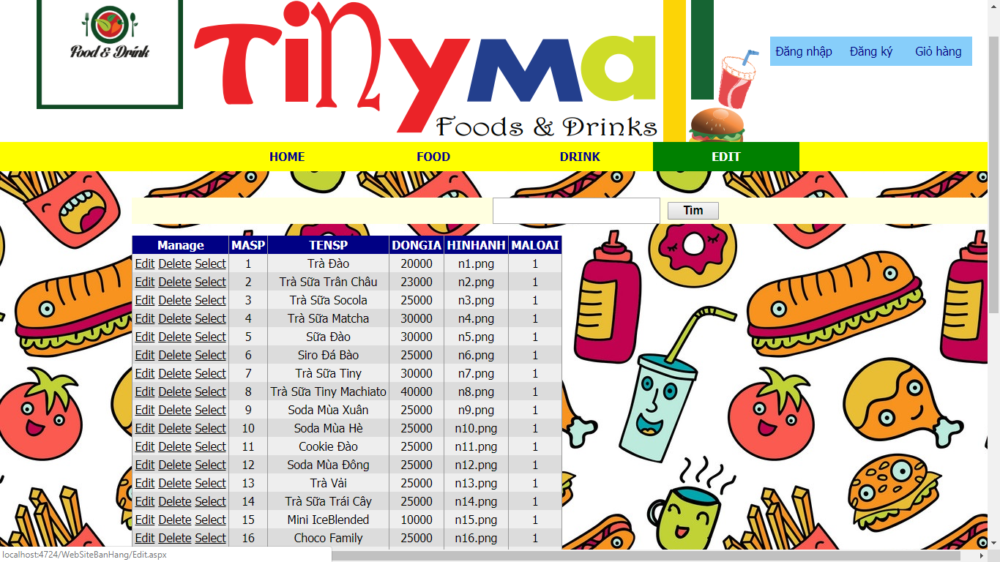 Food & Drink
Tinymall
Foods & Drinks
Đăng nhập Đăng ký Giỏ hàng
HOME FOOD DRINK EDIT
Tìm
Manage MASP TENSP DONGIA HINHANH MALOAI
Edit Delete Select 1 Trà Đào 20000 n1.png 1
Edit Delete Select 2 Trà Sữa Trân Châu 23000 n2.png 1
Edit Delete Select 3 Trà Sữa Socola 25000 n3.png 1
Edit Delete Select 4 Trà Sữa Matcha 30000 n4.png 1
Edit Delete Select 5 Sữa Đào 30000 n5.png 1
Edit Delete Select 6 Siro Đá Bào 25000 n6.png 1
Edit Delete Select 7 Trà Sữa Tiny 30000 n7.png 1
Edit Delete Select 8 Trà Sữa Tiny Machiato 40000 n8.png 1
Edit Delete Select 9 Soda Mùa Xuân 25000 n9.png 1
Edit Delete Select 10 Soda Mùa Hè 25000 n10.png 1
Edit Delete Select 11 Cookie Đào 25000 n11.png 1
Edit Delete Select 12 Soda Mùa Đông 25000 n12.png 1
Edit Delete Select 13 Trà Vải 25000 n13.png 1
Edit Delete Select 14 Trà Sữa Trái Cây 25000 n14.png 1
Edit Delete Select 15 Mini IceBlended 10000 n15.png 1
Edit Delete Select 16 Choco Family 25000 n16.png 1
localhost:4724/WebSiteBanHang/Edit.aspx